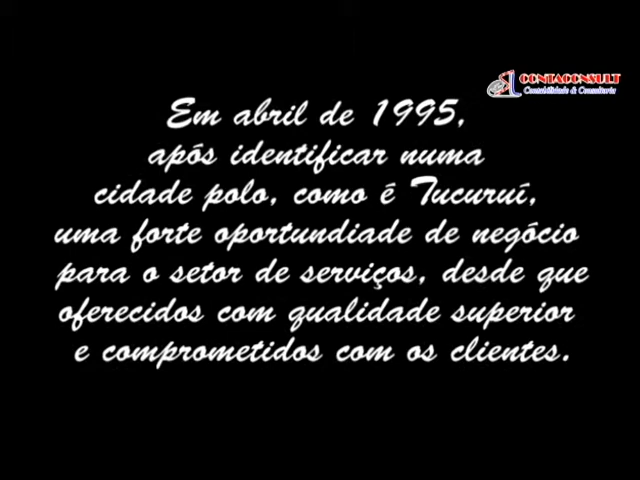 CONTACONSULT
Contabilidade & Consultoria
Em abril de 1995,
após identificar numa
cidade polo, como é Tucuruí,
uma forte oportundiade de negócio
para o setor de serviços, desde que
oferecidos com qualidade superior
e comprometidos com os clientes.